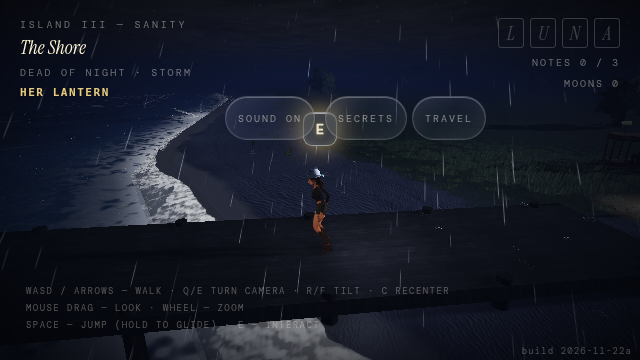 ISLAND III — SANITY
The Shore
DEAD OF NIGHT · STORM
HER LANTERN
L U N A
NOTES 0 / 3
MOONS 0
SOUND ON
E
SECRETS
TRAVEL
WASD / ARROWS — WALK · Q/E TURN CAMERA · R/F TILT · C RECENTER
MOUSE DRAG — LOOK · WHEEL — ZOOM
SPACE — JUMP (HOLD TO GLIDE) · E — INTERACT
build 2026-11-22a